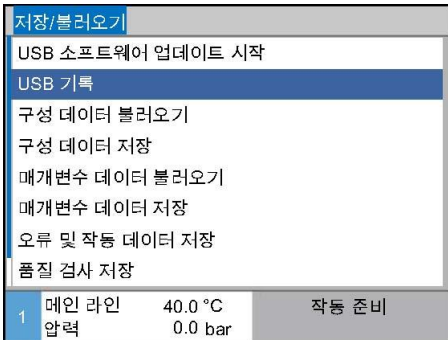 저장/불러오기
USB 소프트웨어 업데이트 시작
USB 기록
구성 데이터 불러오기
구성 데이터 저장
매개변수 데이터 불러오기
매개변수 데이터 저장
오류 및 작동 데이터 저장
품질 검사 저장
1 메인 라인 40.0 °C 작동 준비
압력 0.0 bar